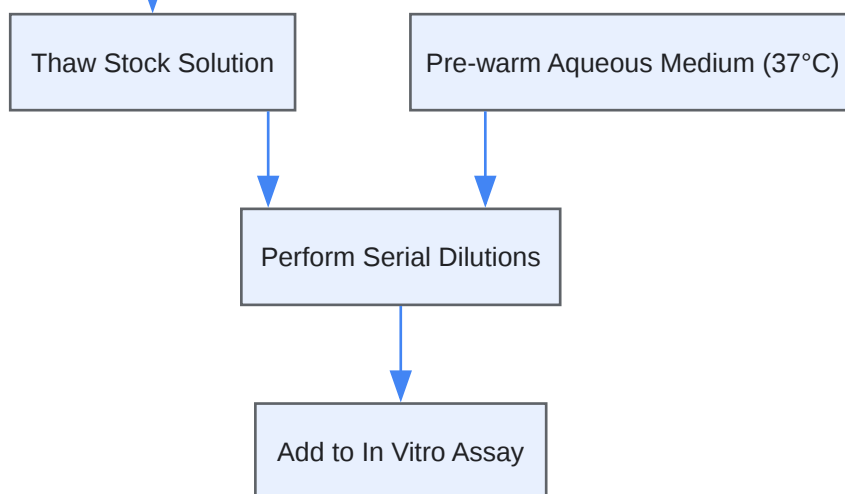 Thaw Stock Solution
Pre-warm Aqueous Medium (37°C)
Perform Serial Dilutions
Add to In Vitro Assay